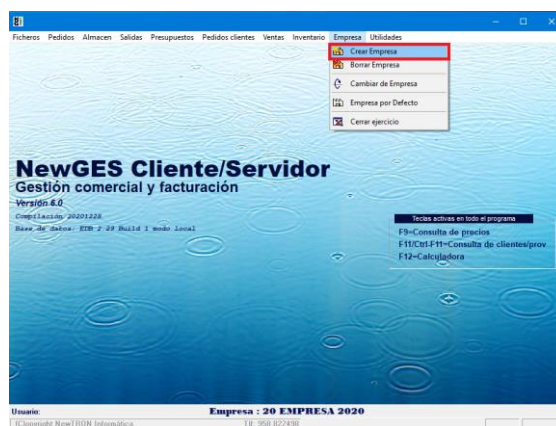 Ficheros Pedidos Almacen Salidas Presupuestos Pedidos clientes Ventas Inventario Empresa Utilidades
Crear Empresa
Borrar Empresa
Cambiar de Empresa
Empresa por Defecto
Cerrar ejercicio
NewGES Cliente/Servidor
Gestión comercial y facturación
Versión 6.0
Compilación 20201228
Base de datos: EDB 2 29 Build 1 modo local
Teclas activas en todo el programa
F9=Consulta de precios
F11/Ctrl-F11=Consulta de clientes/prov
F12=Calculadora
Usuario: Empresa : 20 EMPRESA 2020
(C)opyright NewTRON Informática Tlf: 958 822498